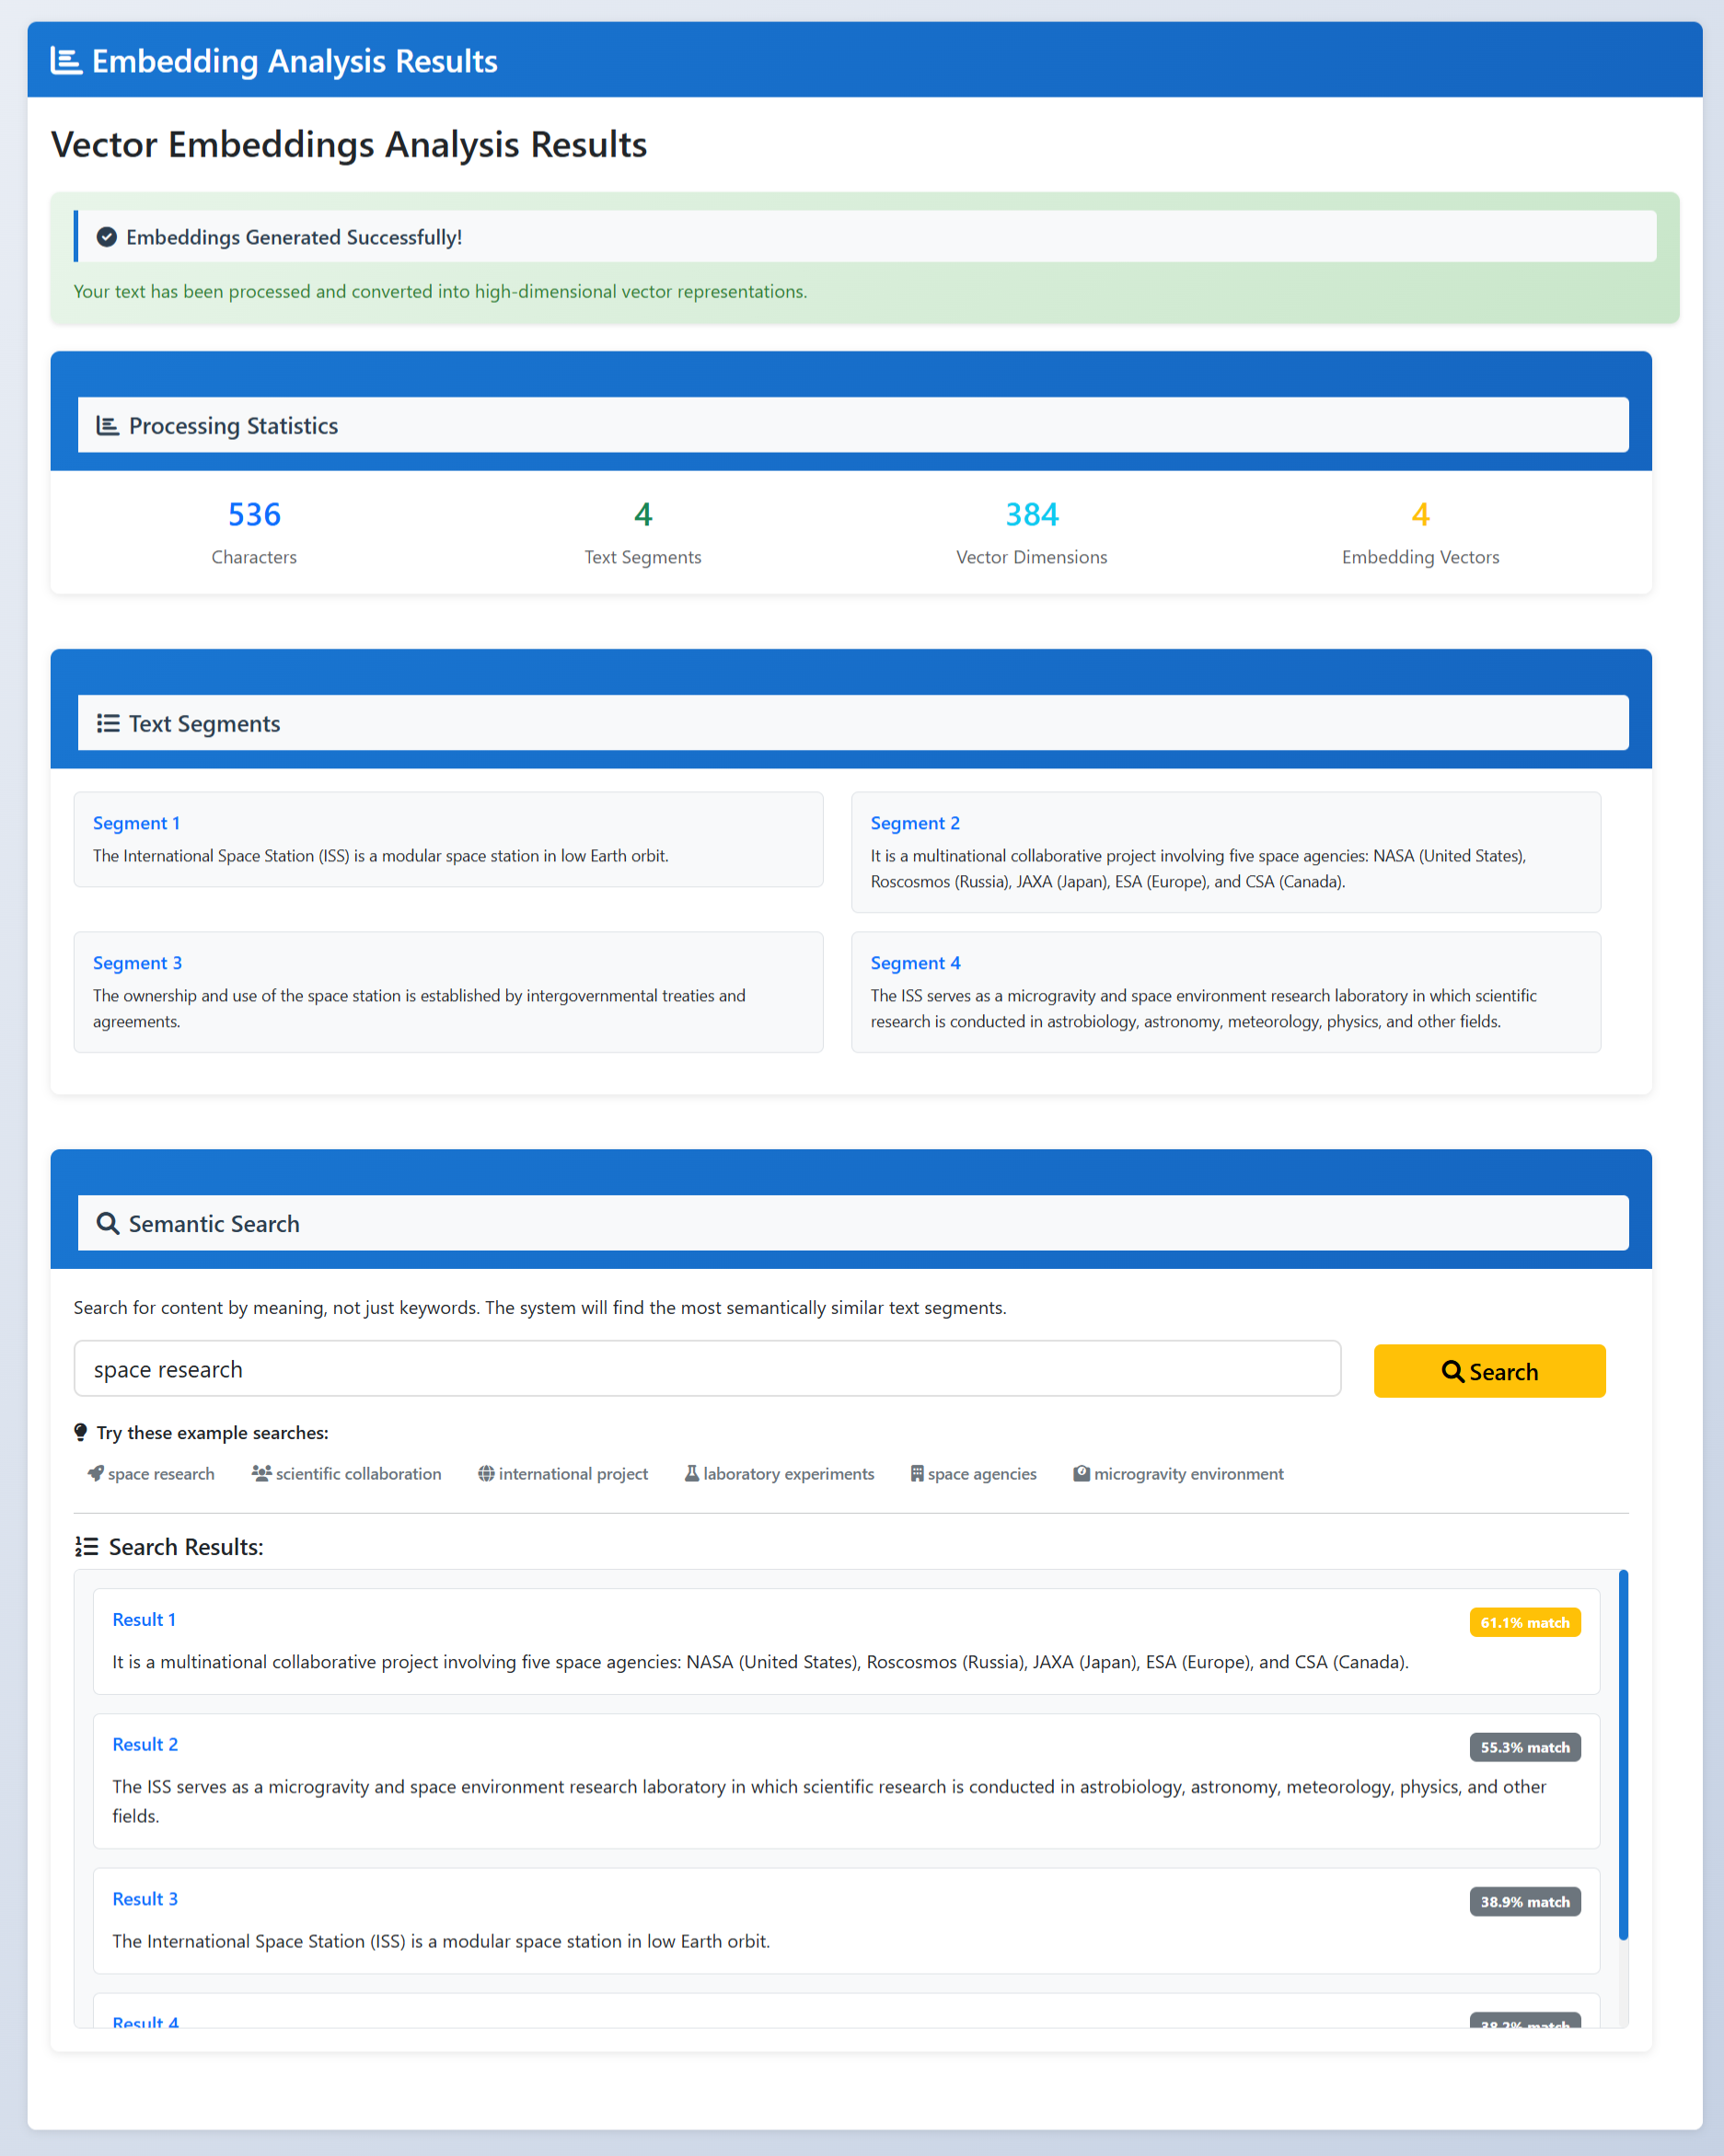 Embedding Analysis Results
Vector Embeddings Analysis Results
Embeddings Generated Successfully!
Your text has been processed and converted into high-dimensional vector representations.
Processing Statistics
536
Characters
4
Text Segments
384
Vector Dimensions
4
Embedding Vectors
Text Segments
Segment 1
The International Space Station (ISS) is a modular space station in low Earth orbit.
Segment 2
It is a multinational collaborative project involving five space agencies: NASA (United States),
Roscosmos (Russia), JAXA (Japan), ESA (Europe), and CSA (Canada).
Segment 3
The ownership and use of the space station is established by intergovernmental treaties and
agreements.
Segment 4
The ISS serves as a microgravity and space environment research laboratory in which scientific
research is conducted in astrobiology, astronomy, meteorology, physics, and other fields.
Semantic Search
Search for content by meaning, not just keywords. The system will find the most semantically similar text segments.
space research
Search
Try these example searches:
space research scientific collaboration international project laboratory experiments space agencies microgravity environment
Search Results:
Result 1
61.1% match
It is a multinational collaborative project involving five space agencies: NASA (United States), Roscosmos (Russia), JAXA (Japan), ESA (Europe), and CSA (Canada).
Result 2
55.3% match
The ISS serves as a microgravity and space environment research laboratory in which scientific research is conducted in astrobiology, astronomy, meteorology, physics, and other
fields.
Result 3
38.9% match
The International Space Station (ISS) is a modular space station in low Earth orbit.
Result 4
38.2% match